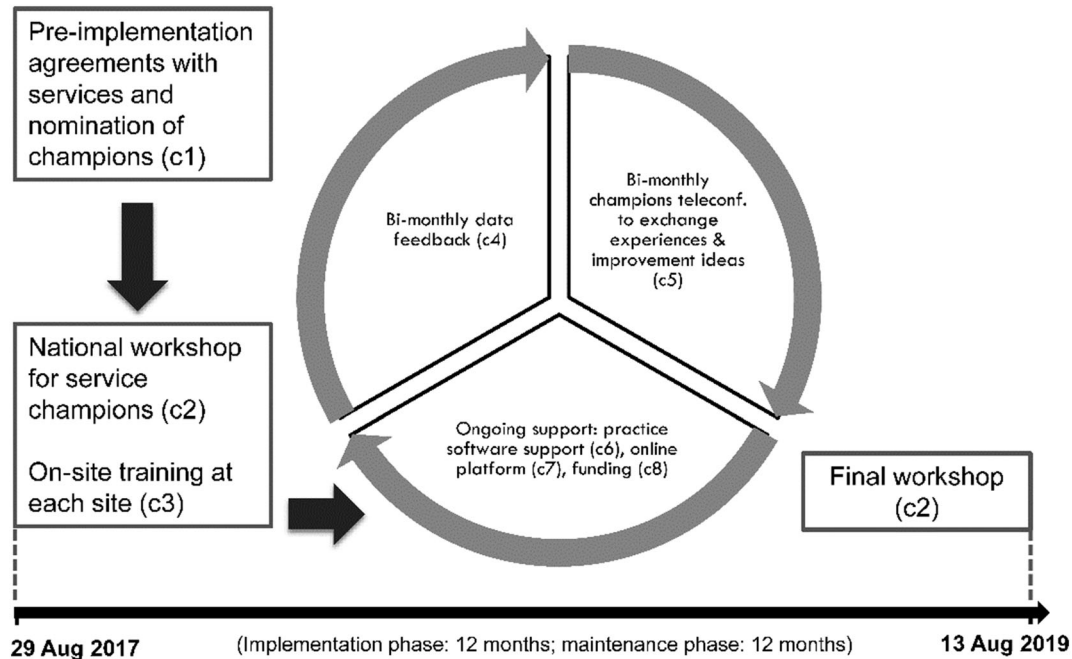 Pre-implementation
agreements with
services and
nomination of
champions (c1)
National workshop
for service
champions (c2)
On-site training at
each site (c3)
Bi-monthly data
feedback (c4)
Bi-monthly
champions teleconf.
to exchange
experiences &
improvement ideas
(c5)
Ongoing support: practice
software support (c6), online
platform (c7), funding (c8)
Final workshop
(c2)
29 Aug 2017
(Implementation phase: 12 months; maintenance phase: 12 months)
13 Aug 2019